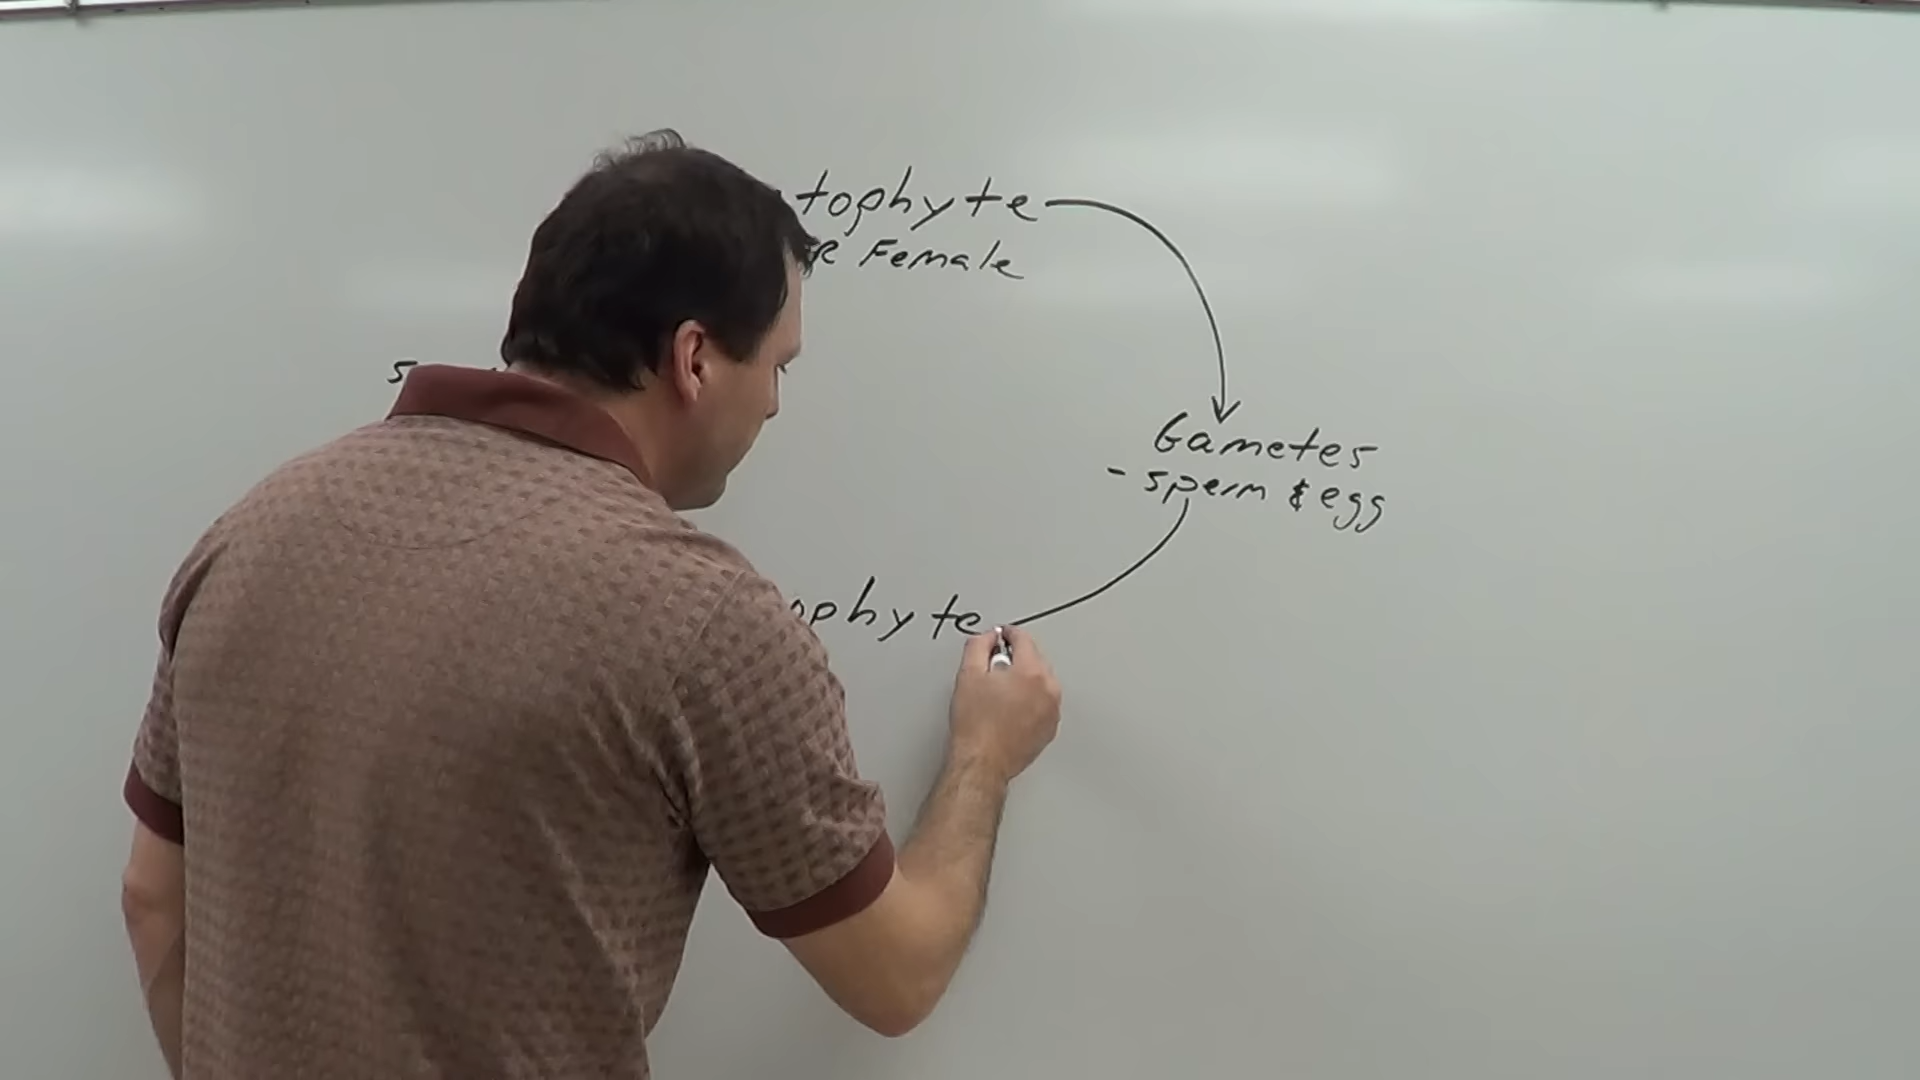 tophyte
R Female
S
Gametes
- sperm & egg
ophyte